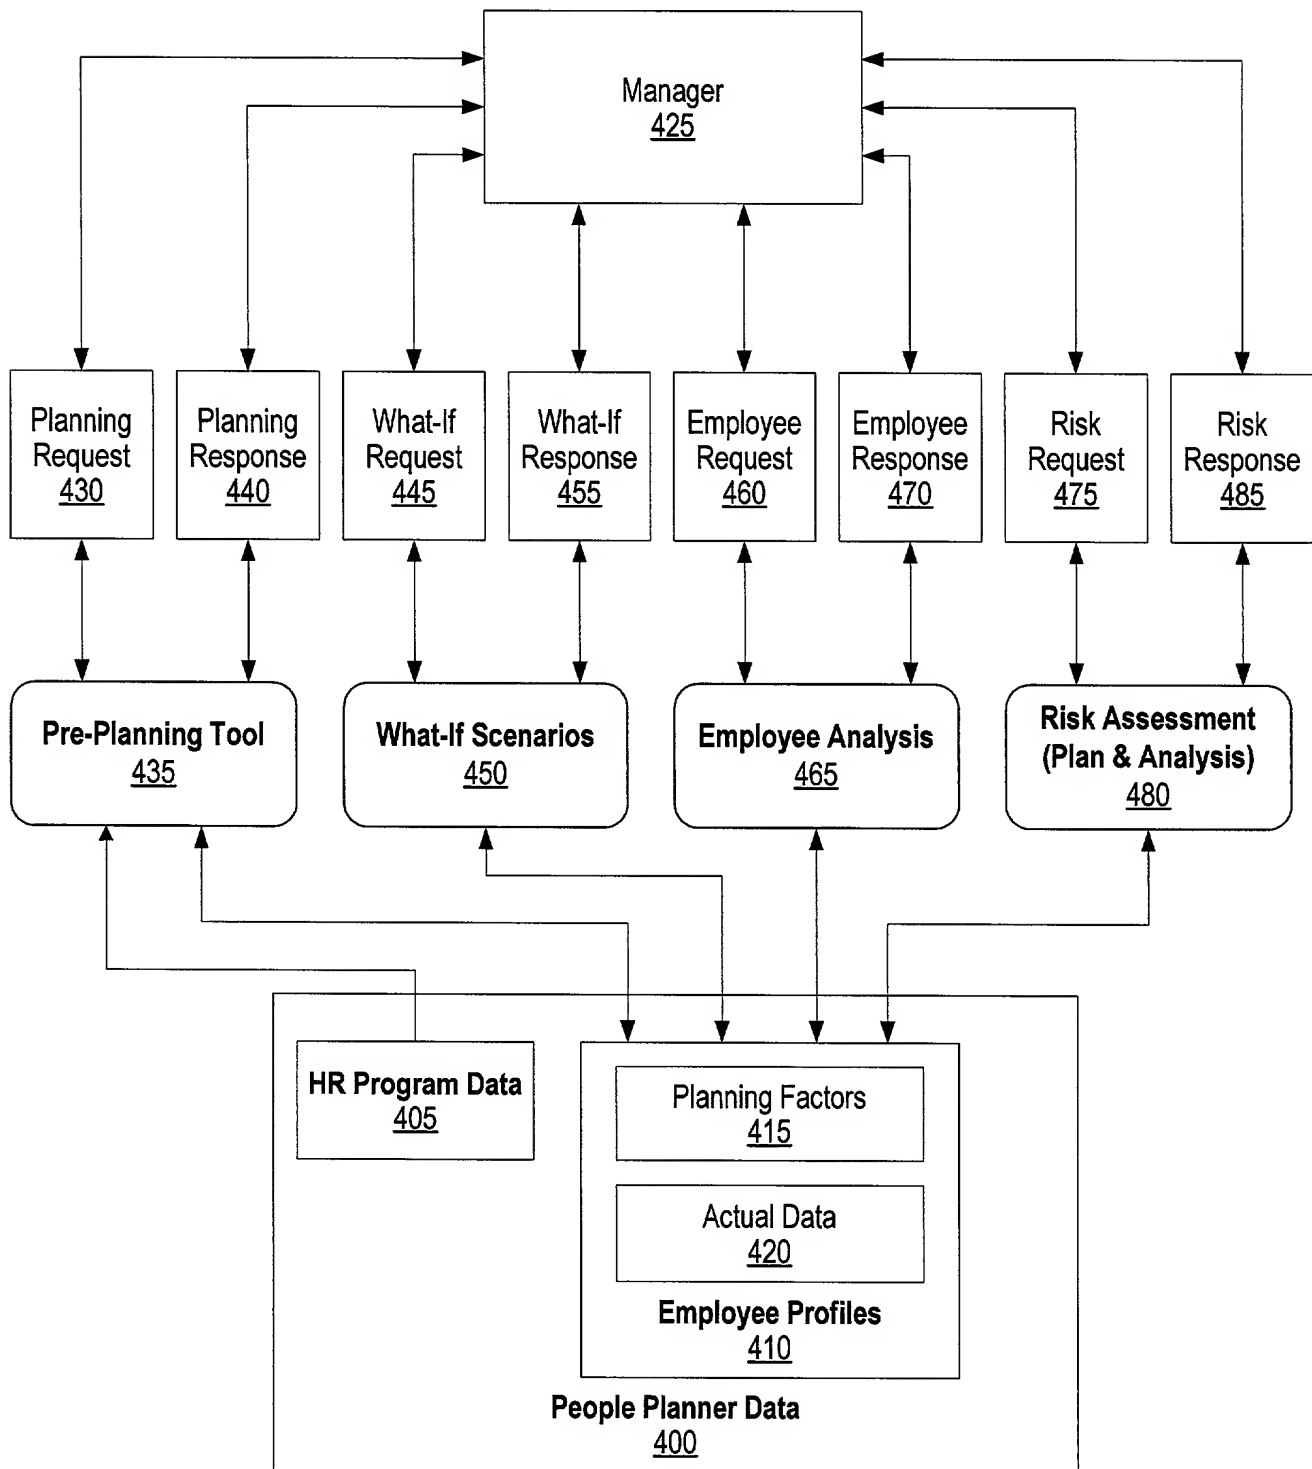 Manager
425
Planning
Request
430
Planning
Response
440
What-If
Request
445
What-If
Response
455
Employee
Request
460
Employee
Response
470
Risk
Request
475
Risk
Response
485
Pre-Planning Tool
435
What-If Scenarios
450
Employee Analysis
465
Risk Assessment
(Plan & Analysis)
480
HR Program Data
405
Planning Factors
415
Actual Data
420
Employee Profiles
410
People Planner Data
400